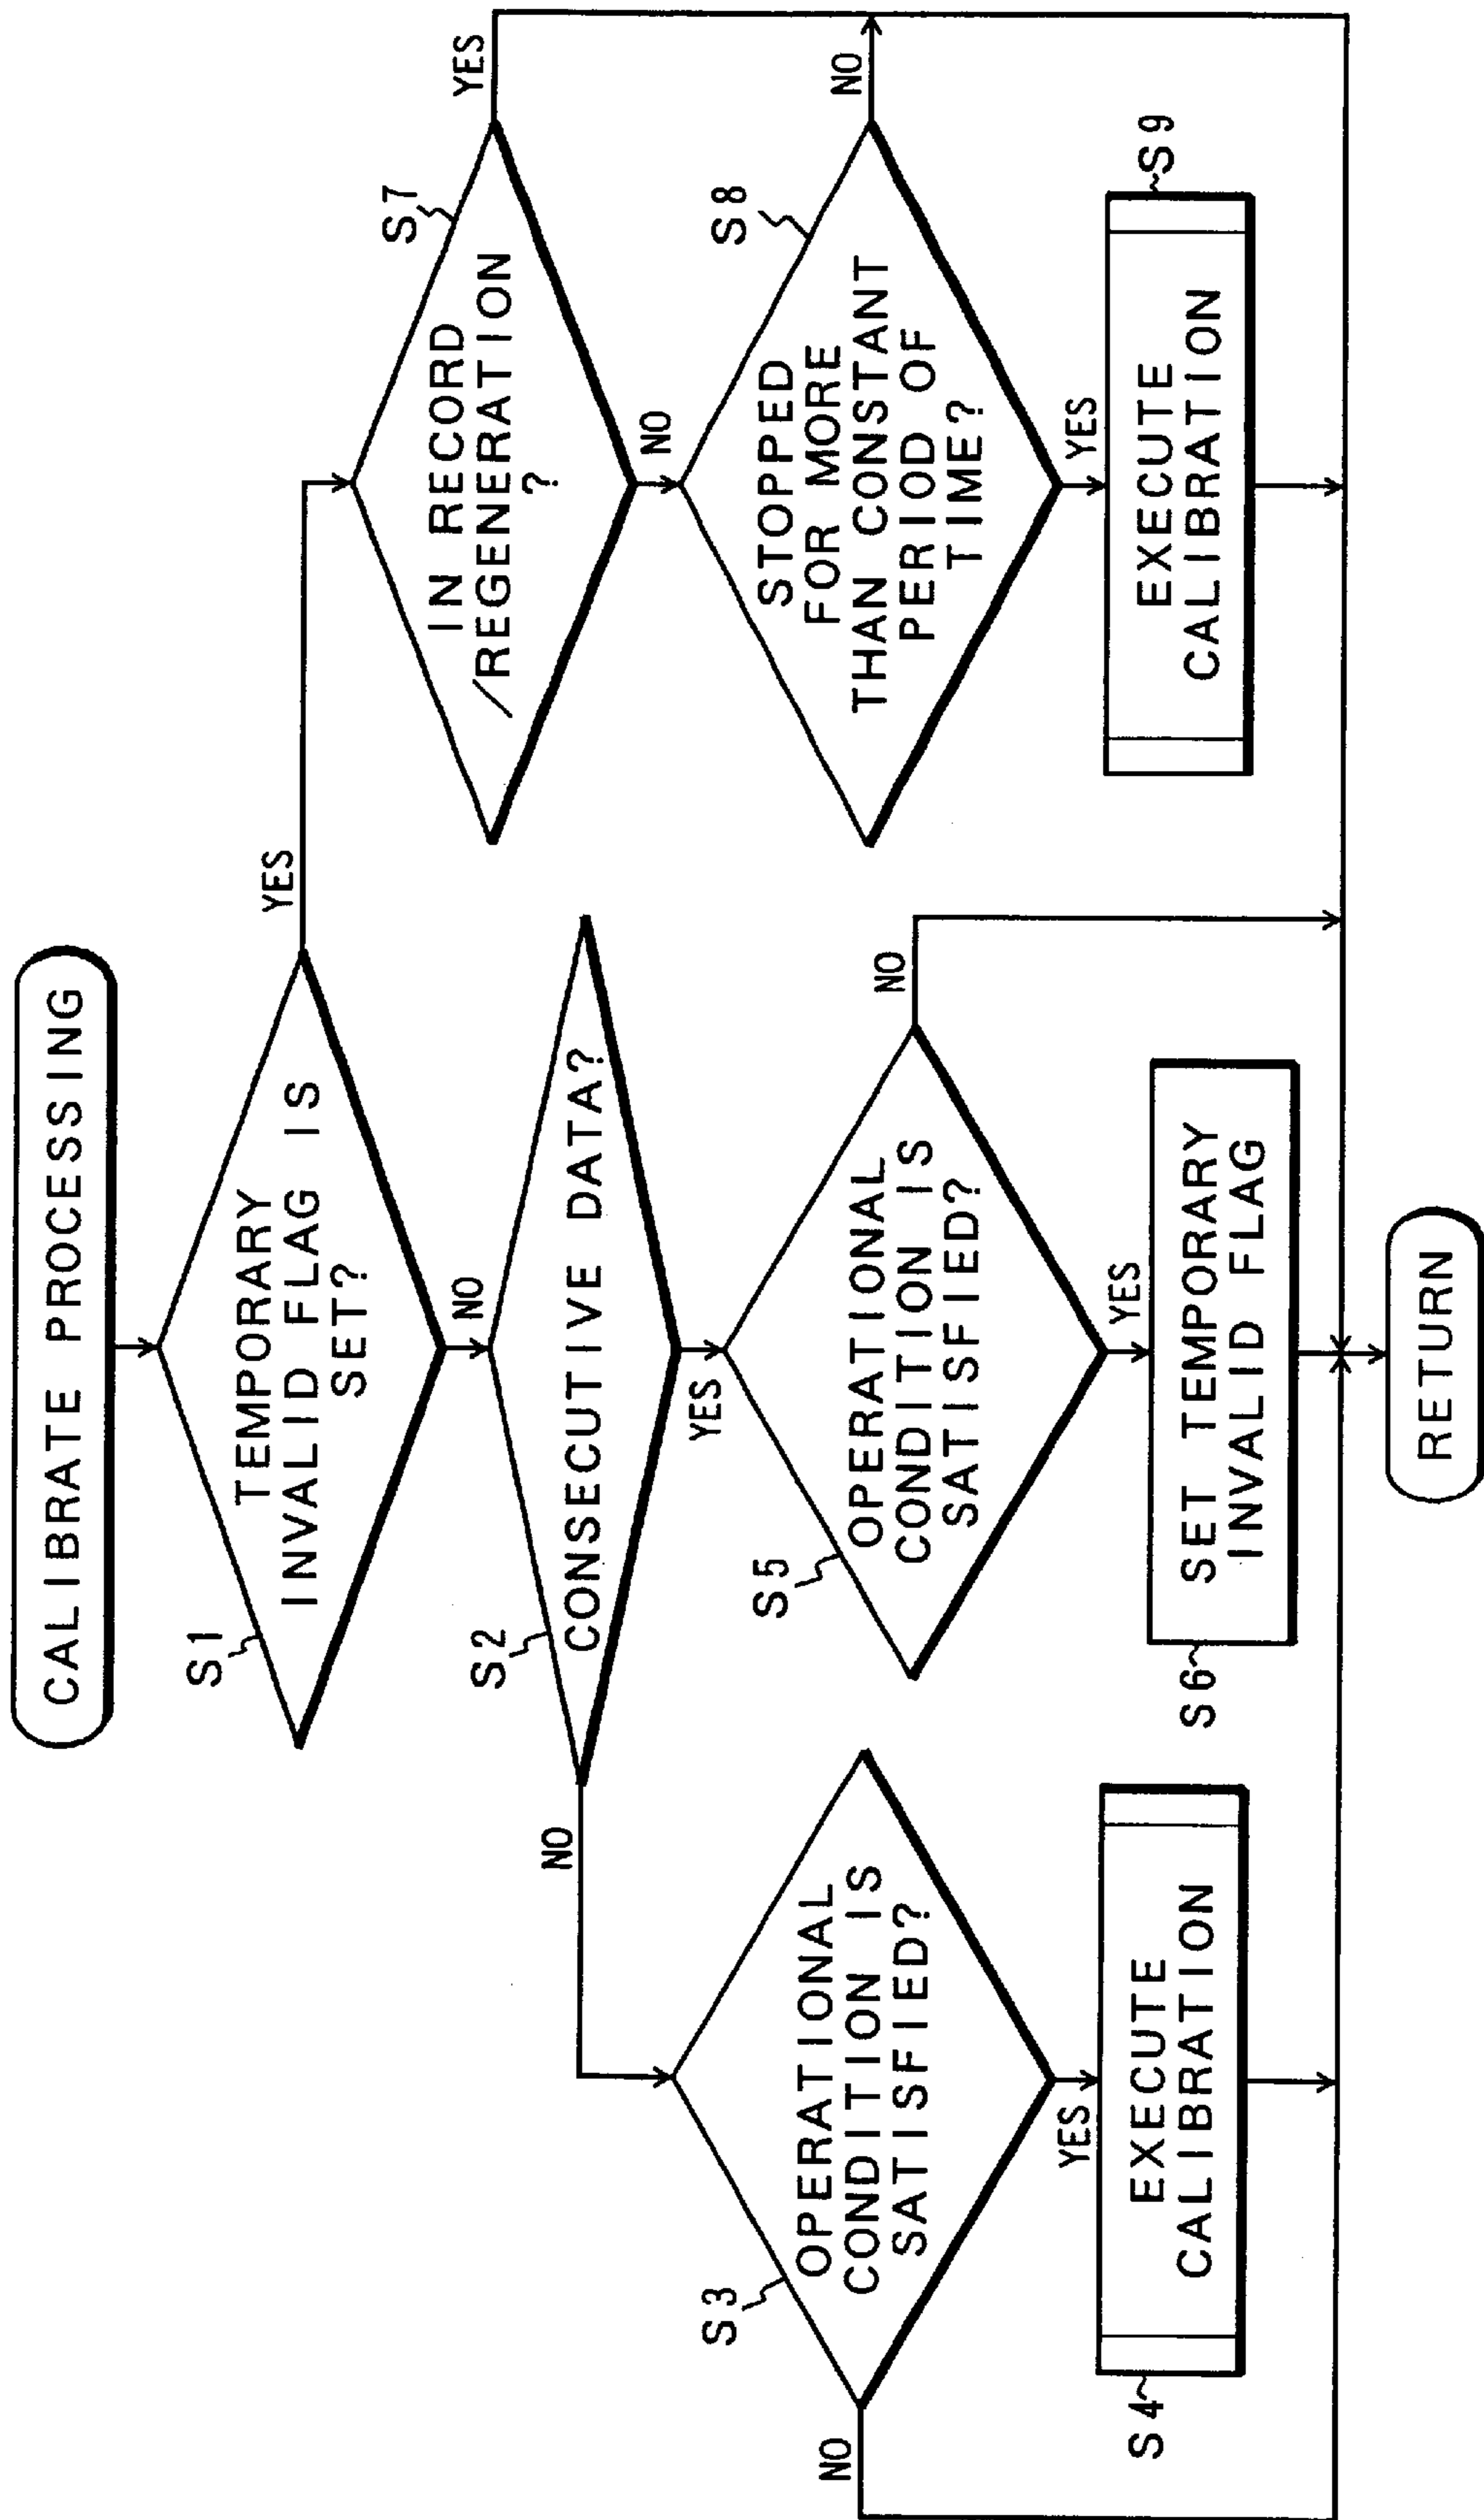 CALIBRATE PROCESSING
S1
TEMPORARY
INVALID FLAG IS
SET?
YES
NO
S2
CONSECUTIVE DATA?
NO
YES
S3
OPERATIONAL
CONDITION IS
SATISFIED?
NO
YES
S4
EXECUTE
CALIBRATION
S5
OPERATIONAL
CONDITION IS
SATISFIED?
NO
YES
S6
SET TEMPORARY
INVALID FLAG
S7
IN RECORD
/REGENERATION
?
YES
NO
S8
STOPPED
FOR MORE
THAN CONSTANT
PERIOD OF
TIME?
NO
YES
S9
EXECUTE
CALIBRATION
RETURN